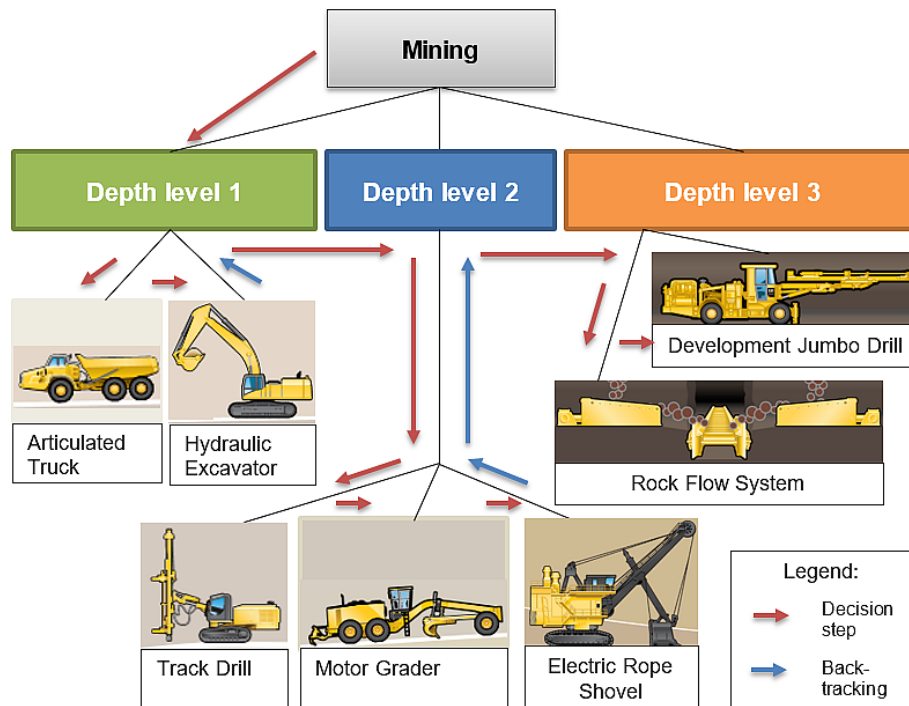 Mining
Depth level 1
Depth level 2
Depth level 3
Articulated
Truck
Hydraulic
Excavator
Development Jumbo Drill
Rock Flow System
Track Drill
Motor Grader
Electric Rope
Shovel
Legend:
Decision
step
Back-
tracking